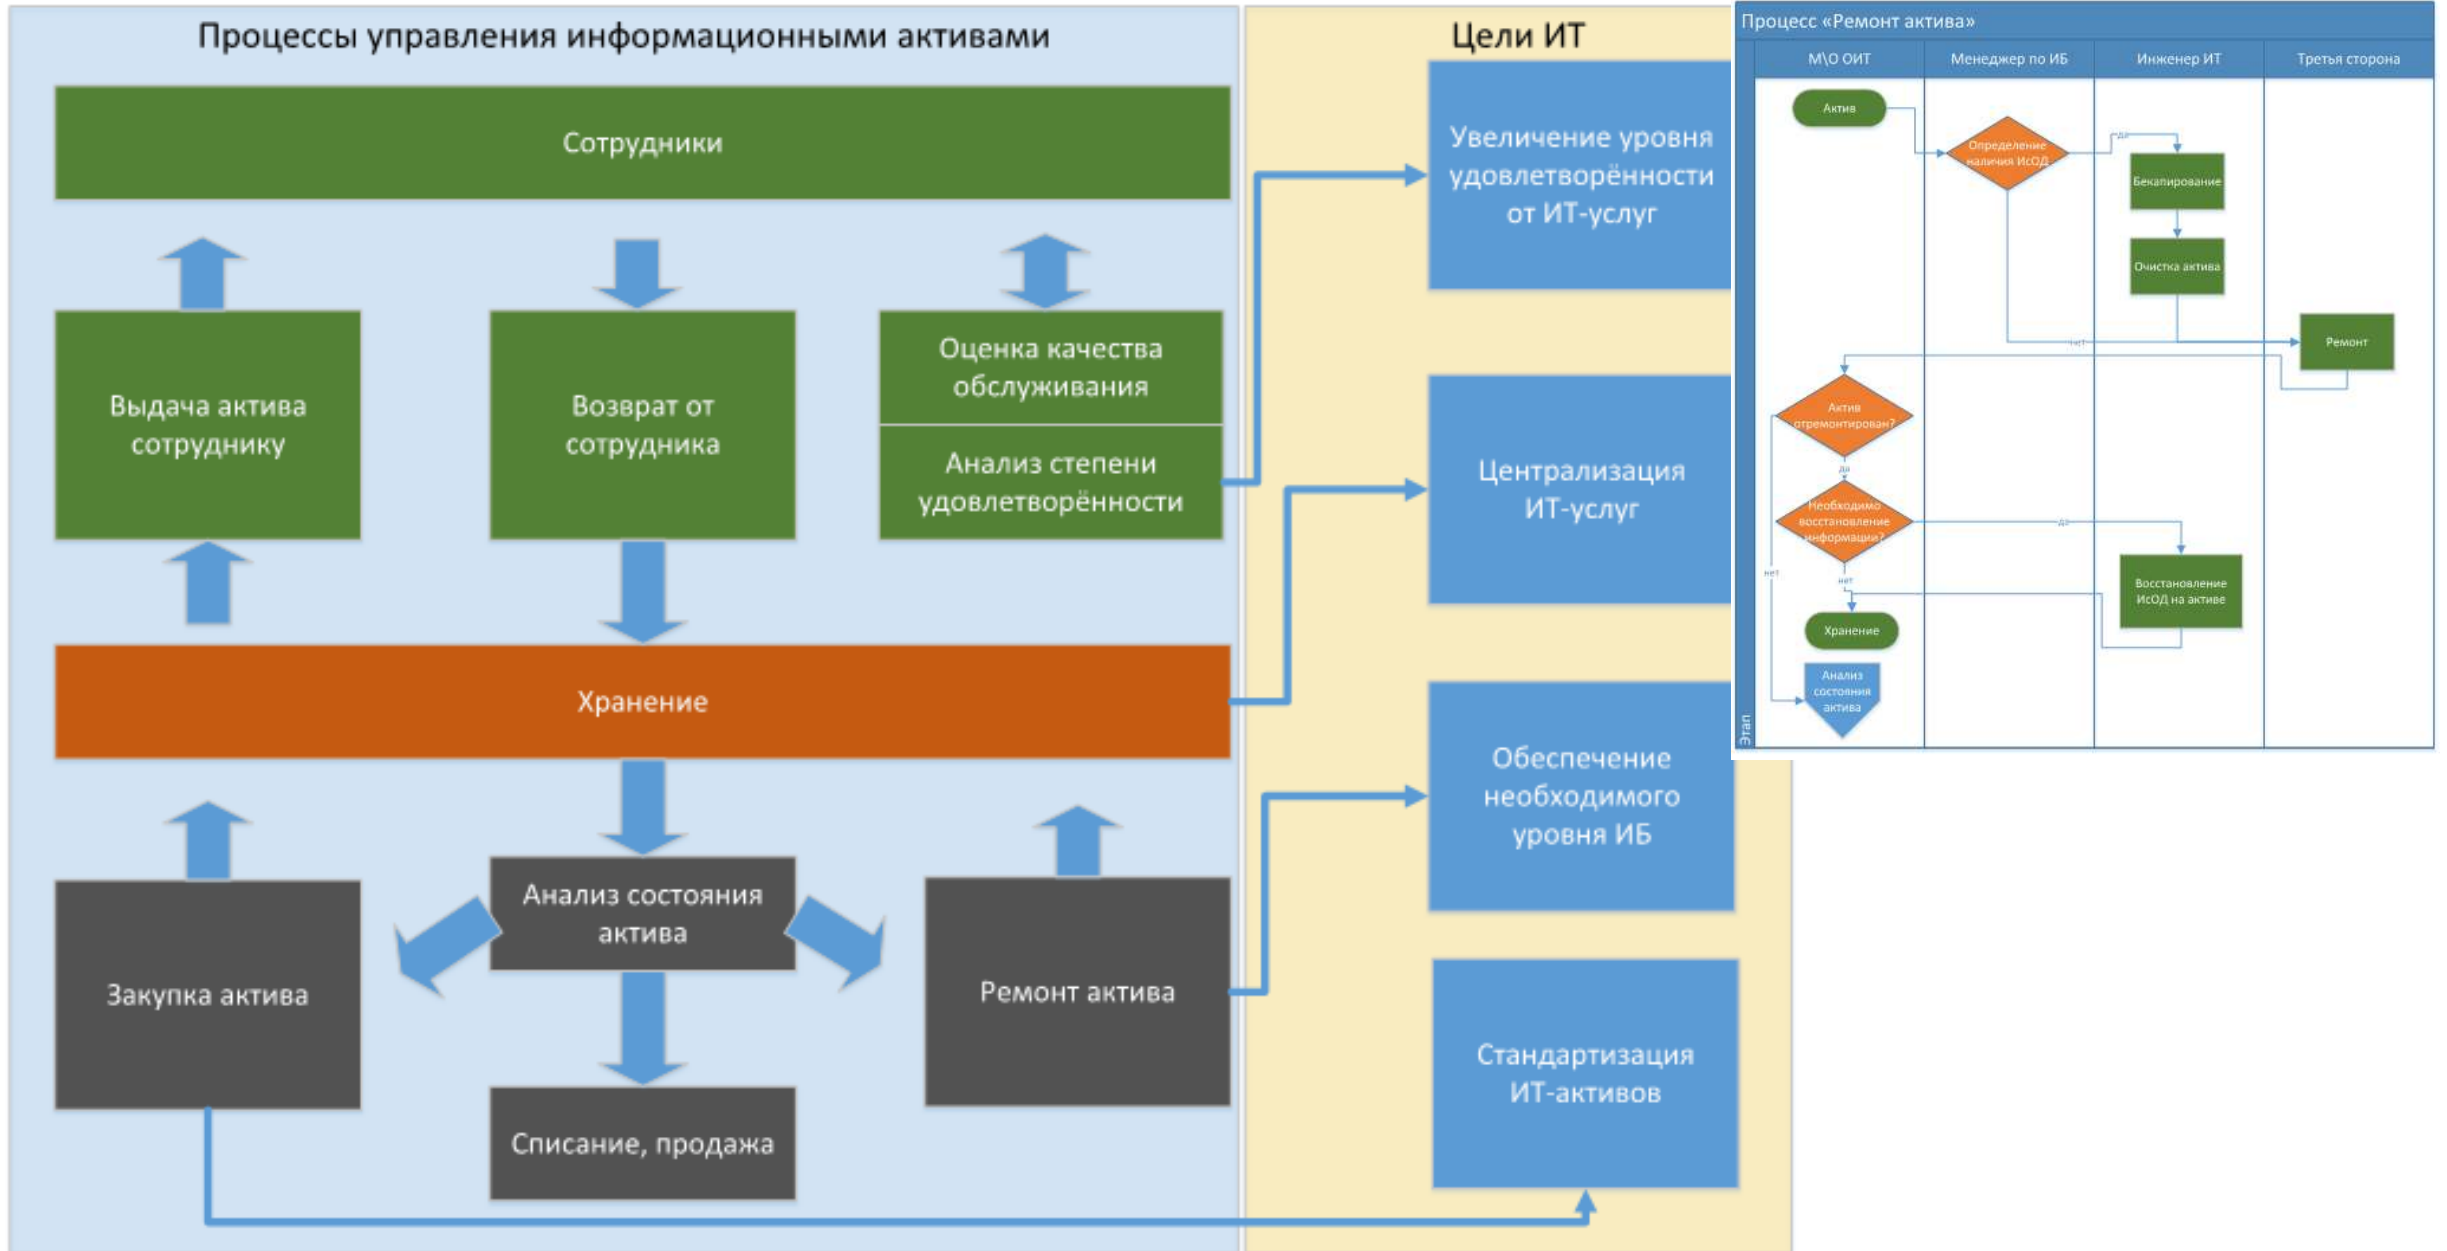 Процессы управления информационными активами
Сотрудники
Выдача актива
сотруднику
Возврат от
сотрудника
Оценка качества
обслуживания
Анализ степени
удовлетворённости
Хранение
Закупка актива
Анализ состояния
актива
Ремонт актива
Списание, продажа
Цели ИТ
Увеличение уровня
удовлетворённости
от ИТ-услуг
Централизация
ИТ-услуг
Обеспечение
необходимого
уровня ИБ
Стандартизация
ИТ-активов
Процесс «Ремонт актива»
М\О ОИТ
Менеджер по ИБ
Инженер ИТ
Третья сторона
Актив
Определение
наличия ИсОД
да
Бекапирование
Очистка актива
нет
Ремонт
Актив
отремонтирован?
да
Необходимо
восстановление
информации?
да
нет
нет
Восстановление
ИсОД на активе
Хранение
Анализ
состояния
актива
Этап